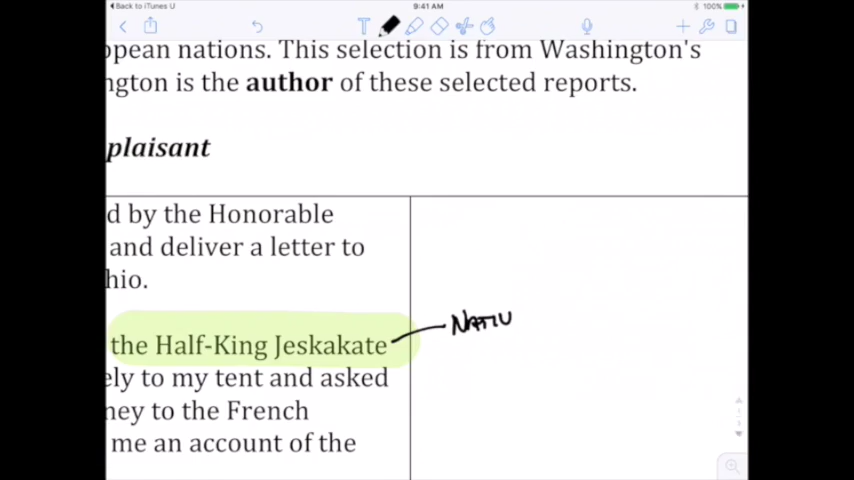 Back to iTunes U
9:41 AM
100%
T
opean nations. This selection is from Washington's
ngton is the author of these selected reports.
plaisant
d by the Honorable
and deliver a letter to
hio.
the Half-King Jeskakate
NATIV
ely to my tent and asked
ney to the French
me an account of the